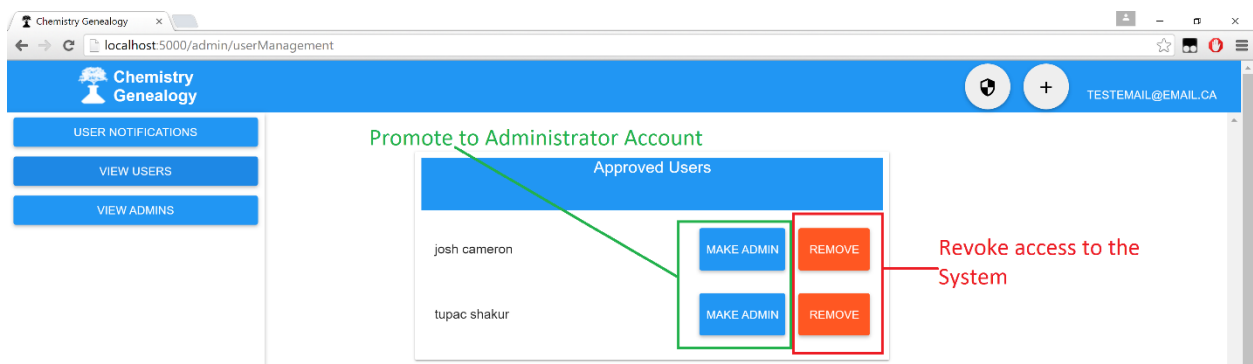 Chemistry Genealogy
localhost:5000/admin/userManagement
Chemistry
Genealogy
TESTEMAIL@EMAIL.CA
USER NOTIFICATIONS
VIEW USERS
VIEW ADMINS
Promote to Administrator Account
Approved Users
josh cameron
MAKE ADMIN
REMOVE
Revoke access to the
System
tupac shakur
MAKE ADMIN
REMOVE